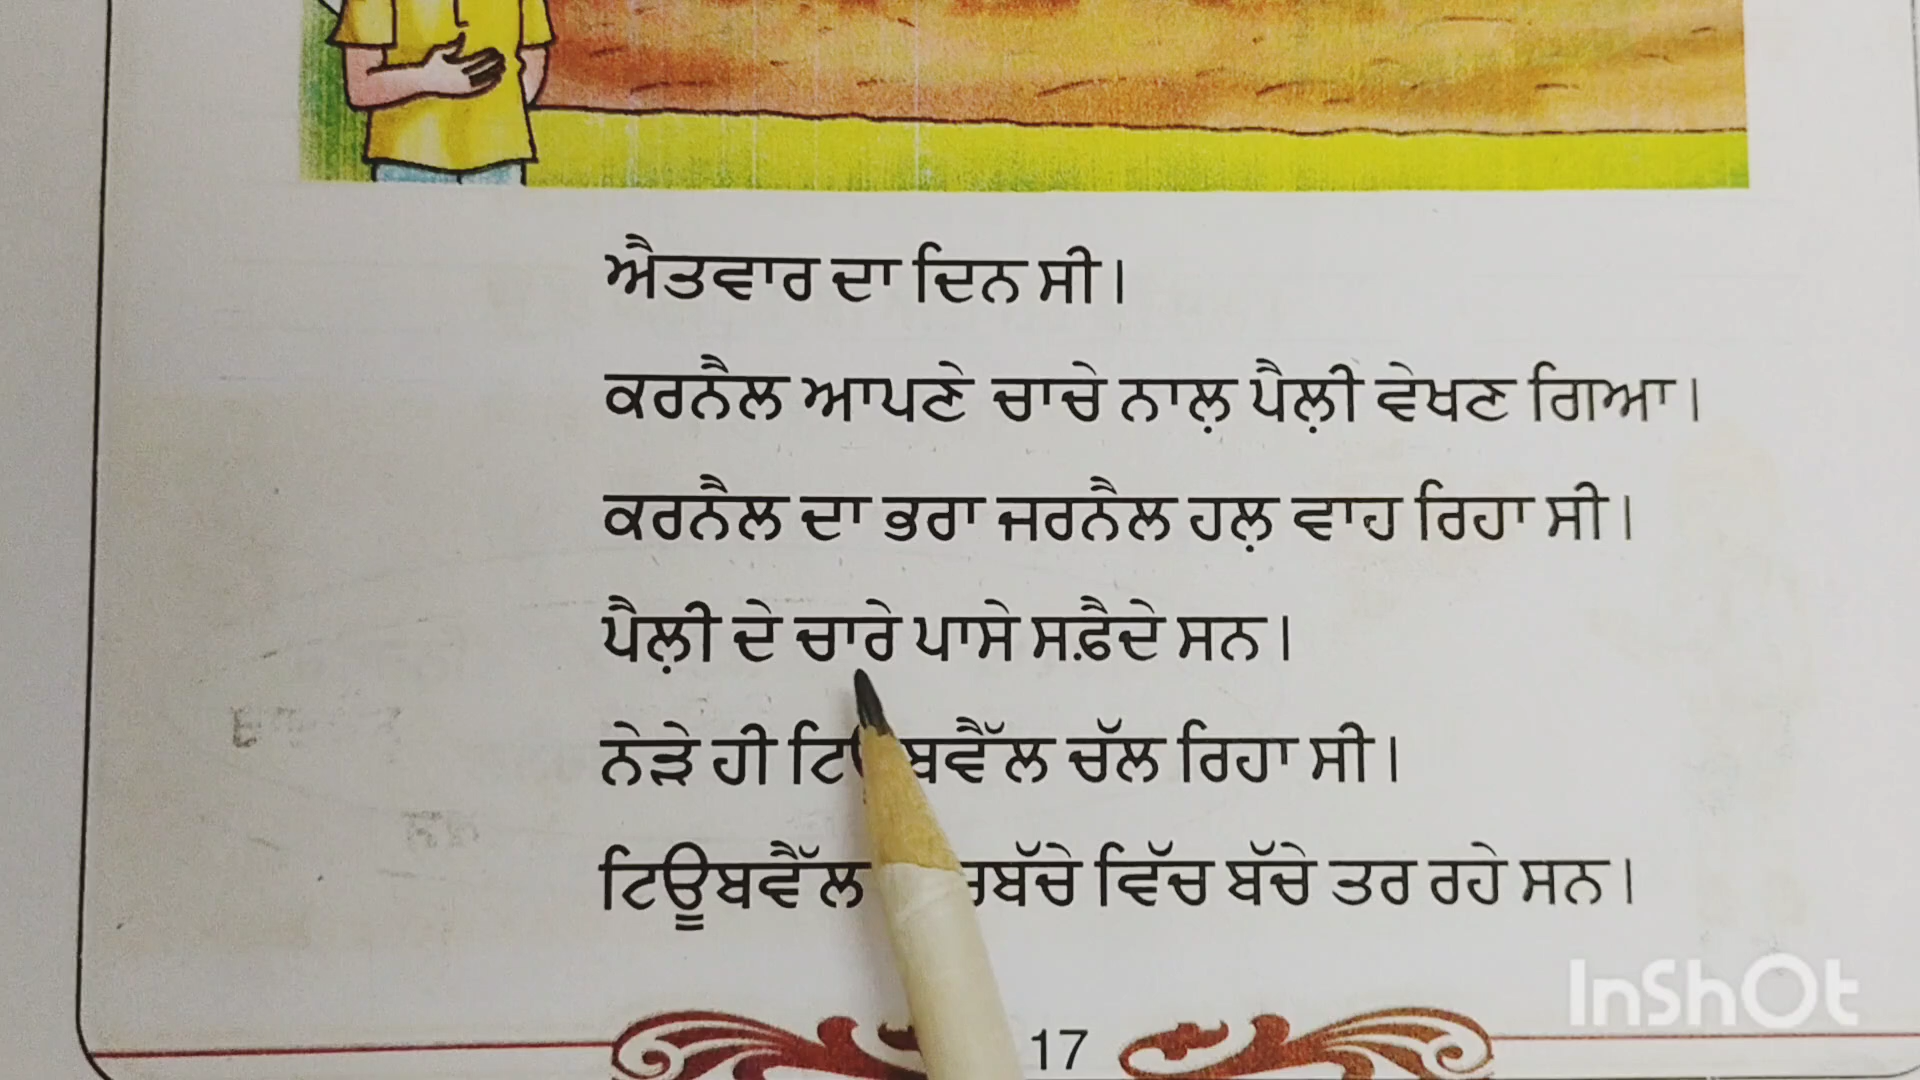 ਐਤਵਾਰ ਦਾ ਦਿਨ ਸੀ।
ਕਰਨੈਲ ਆਪਣੇ ਚਾਚੇ ਨਾਲ਼ ਪੈਲ਼ੀ ਵੇਖਣ ਗਿਆ।
ਕਰਨੈਲ ਦਾ ਭਰਾ ਜਰਨੈਲ ਹਲ਼ ਵਾਹ ਰਿਹਾ ਸੀ।
ਪੈਲ਼ੀ ਦੇ ਚਾਰੇ ਪਾਸੇ ਸਫ਼ੈਦੇ ਸਨ।
ਨੇੜੇ ਹੀ ਚੱਲ ਰਿਹਾ ਸੀ।
ਟਿਊਬਵੈੱਲ ਵਿੱਚ ਬੱਚੇ ਤਰ ਰਹੇ ਸਨ।
17
InShOt